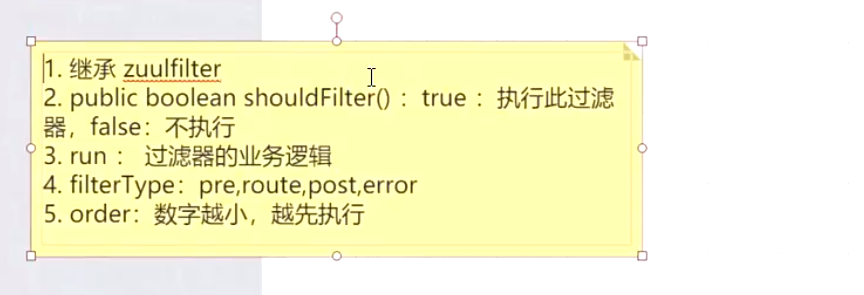 1. 继承 zuulfilter
2. public boolean shouldFilter() ： true ：执行此过滤
器，false：不执行
3. run ： 过滤器的业务逻辑
4. filterType：pre,route,post,error
5. order：数字越小，越先执行